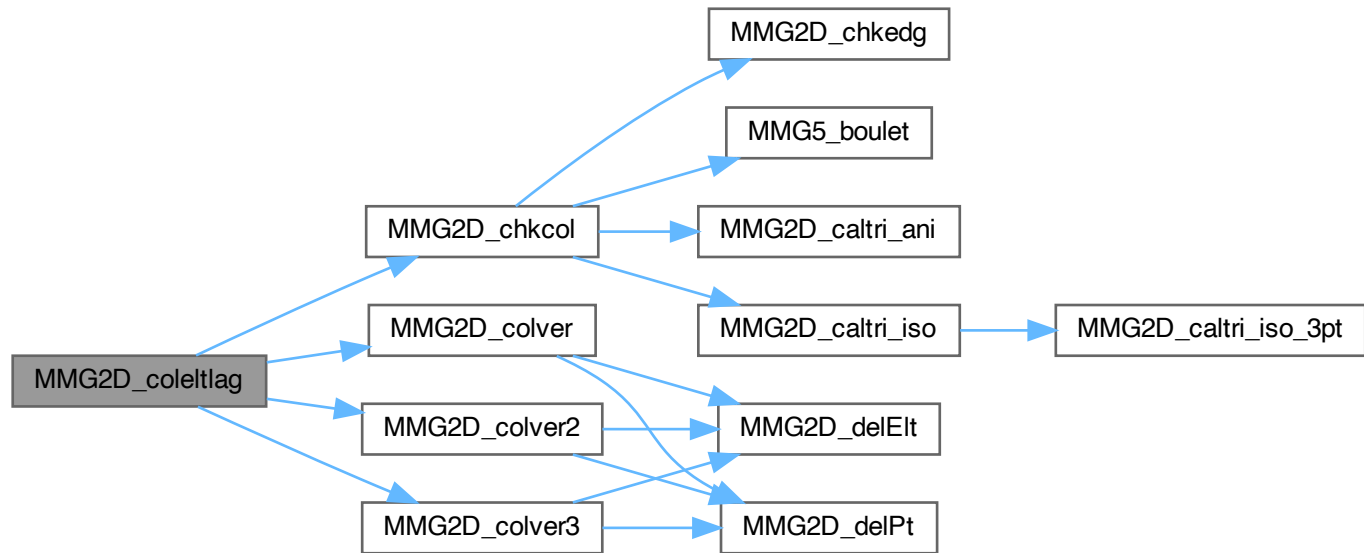 MMG2D_chkedg
MMG5_boulet
MMG2D_chkcol
MMG2D_caltri_ani
MMG2D_colver
MMG2D_caltri_iso
MMG2D_caltri_iso_3pt
MMG2D_coleltlag
MMG2D_colver2
MMG2D_delElt
MMG2D_colver3
MMG2D_delPt